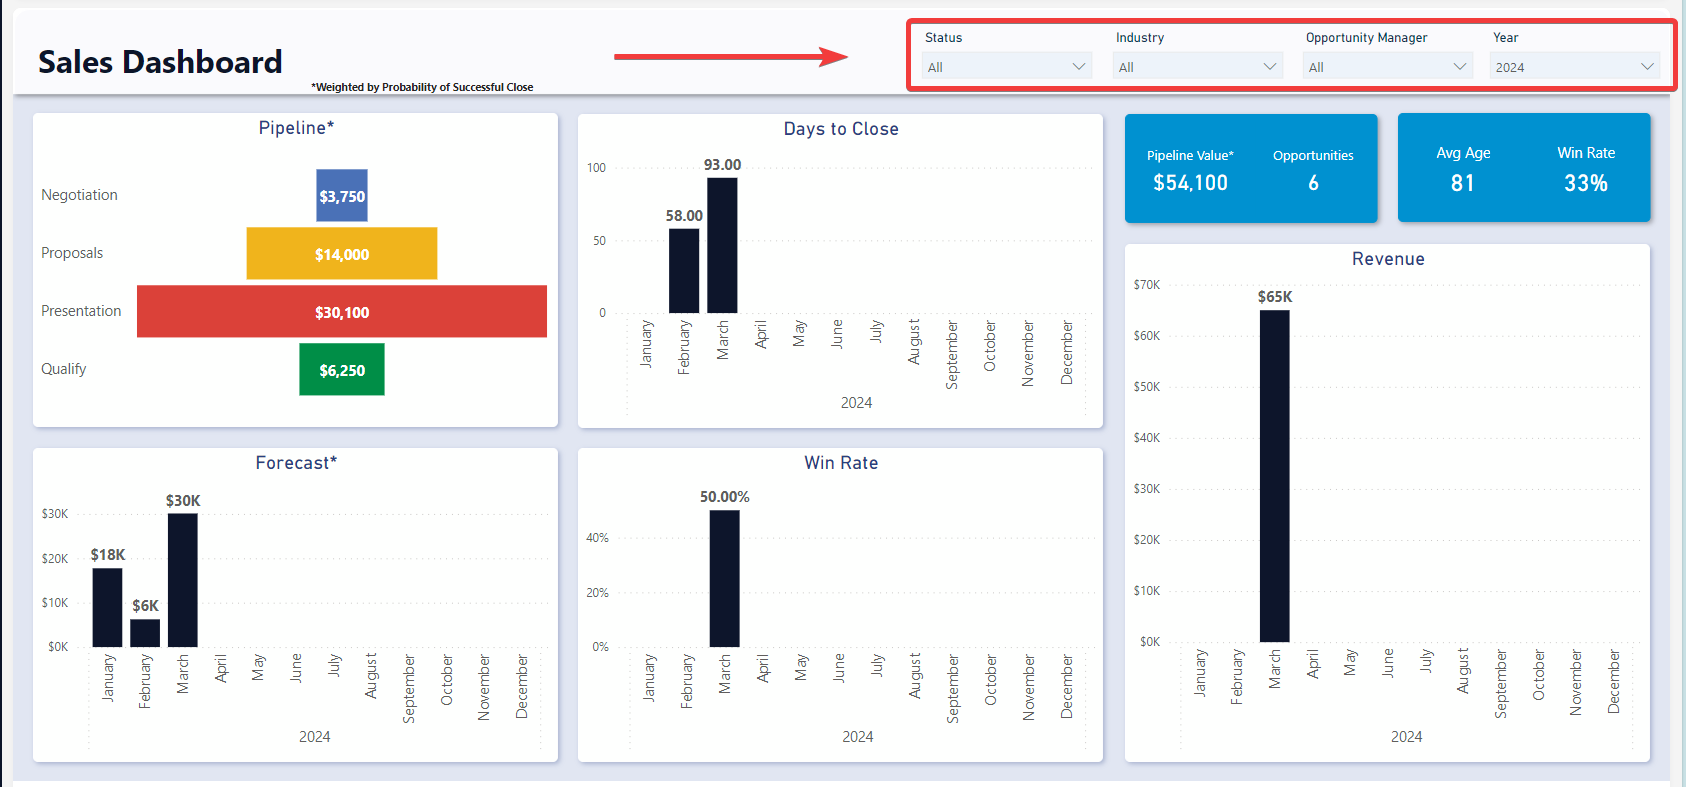 Sales Dashboard
*Weighted by Probability of Successful Close
Status
All
Industry
All
Opportunity Manager
All
Year
2024
Pipeline*
Negotiation
$3,750
Proposals
$14,000
Presentation
$30,100
Qualify
$6,250
Days to Close
100
50
0
58.00
93.00
January
February
March
April
May
June
July
August
September
October
November
December
2024
Pipeline Value*
$54,100
Opportunities
6
Avg Age
81
Win Rate
33%
Revenue
$70K
$60K
$50K
$40K
$30K
$20K
$10K
$0K
$65K
January
February
March
April
May
June
July
August
September
October
November
December
2024
Forecast*
$30K
$20K
$10K
$0K
$18K
$6K
$30K
January
February
March
April
May
June
July
August
September
October
November
December
2024
Win Rate
40%
20%
0%
50.00%
January
February
March
April
May
June
July
August
September
October
November
December
2024